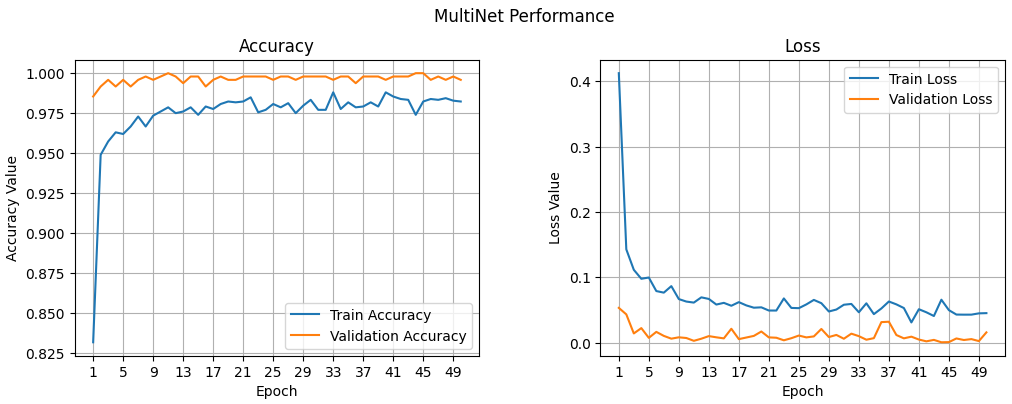 MultiNet Performance
Accuracy
Accuracy Value
1.000
0.975
0.950
0.925
0.900
0.875
0.850
0.825
Train Accuracy
Validation Accuracy
1 5 9 13 17 21 25 29 33 37 41 45 49
Epoch
Loss
Loss Value
0.4
0.3
0.2
0.1
0.0
Train Loss
Validation Loss
1 5 9 13 17 21 25 29 33 37 41 45 49
Epoch